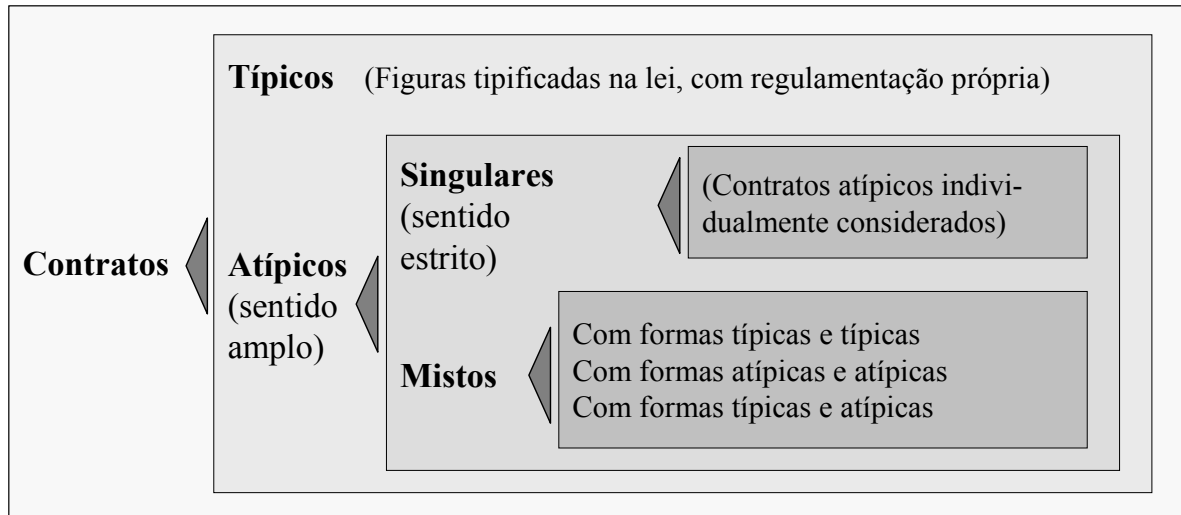 Típicos (Figuras tipificadas na lei, com regulamentação própria)
Singulares
(sentido
estrito)
(Contratos atípicos indivi-
dualmente considerados)
Contratos
Atípicos
(sentido
amplo)
Mistos
Com formas típicas e típicas
Com formas atípicas e atípicas
Com formas típicas e atípicas